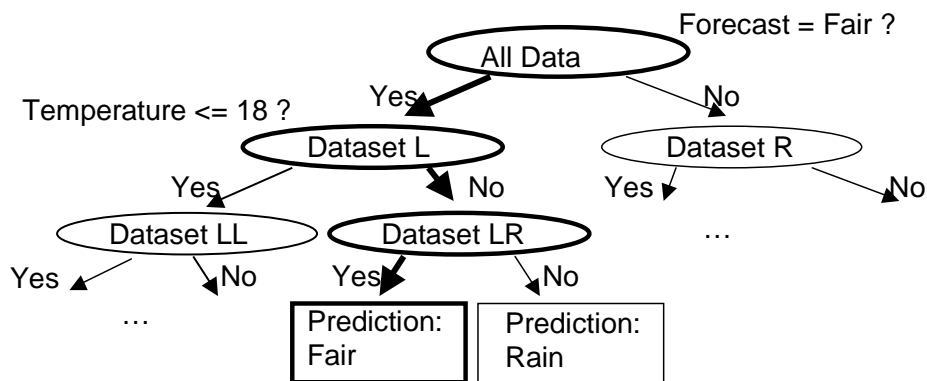 Forecast = Fair ?
All Data
Yes
No
Temperature <= 18 ?
Dataset L
Dataset R
Yes
No
Yes
No
Dataset LL
Dataset LR
…
Yes
No
Yes
No
…
Prediction:
Fair
Prediction:
Rain